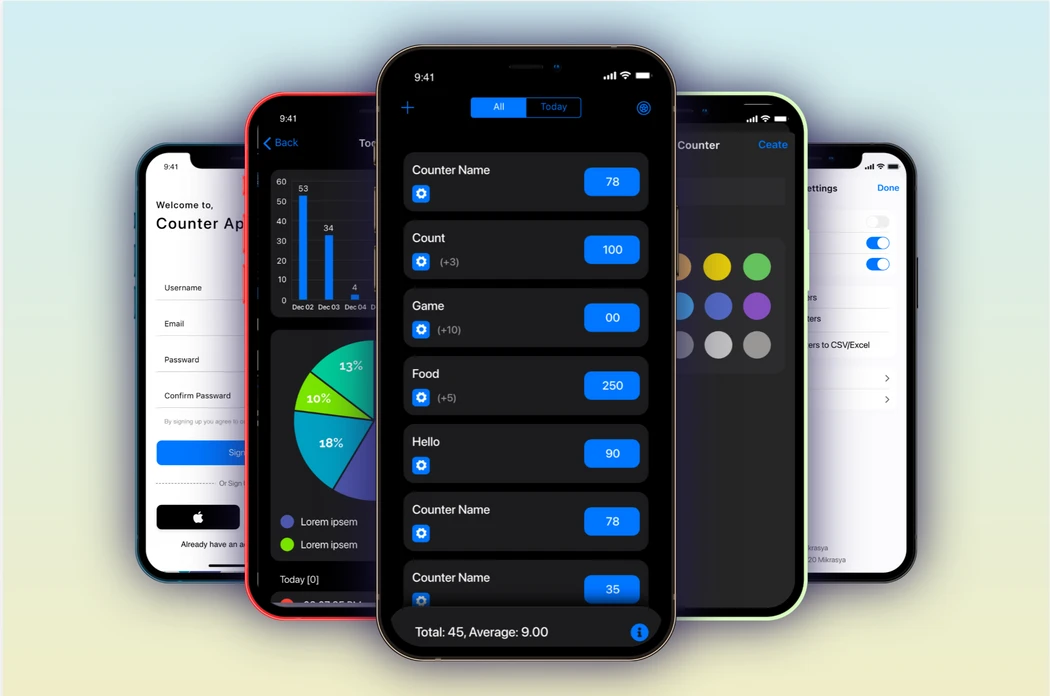 9:41
Welcome to,
Counter Ap
Username
Email
Password
Confirm Password
By signing up you agree to
Sign
Or Sign
Already have an a
9:41
Back
60
50
40
30
20
10
0
53
34
4
Dec 02 Dec 03 Dec 04 D
13%
10%
18%
Lorem ipsem
Lorem ipsem
Today [0]
9:41
All Today
Counter Name
78
Count
(+3)
100
Game
(+10)
00
Food
(+5)
250
Hello
90
Counter Name
78
Counter Name
35
Total: 45, Average: 9.00
Counter
Ceate
ettings
Done
ers
ters
ers to CSV/Excel
krasya
20 Mikrasya